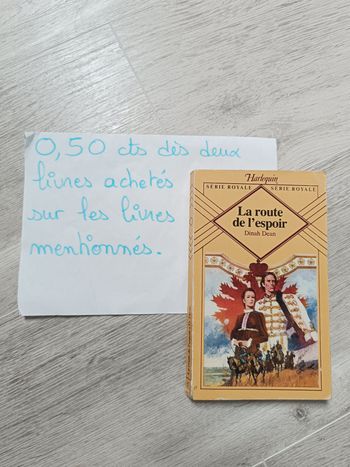 0,50 cts dès deux
livres achetés
sur les livres
mentionnés.
Harlequin
SÉRIE ROYALE SÉRIE ROYALE
La route
de l'espoir
Dinah Dean